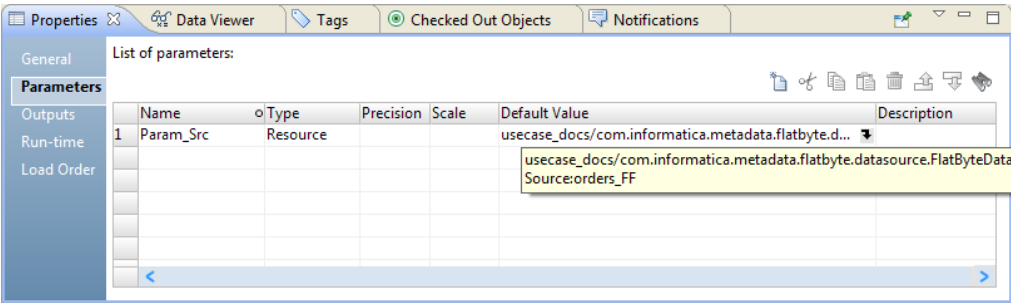 Properties Data Viewer Tags Checked Out Objects Notifications
General
Parameters
Outputs
Run-time
Load Order
List of parameters:
Name Type Precision Scale Default Value Description
1 Param_Src Resource usecase_docs/com.informatica.metadata.flatbyte.d...
usecase_docs/com.informatica.metadata.flatbyte.datasource.FlatByteData
Source:orders_FF